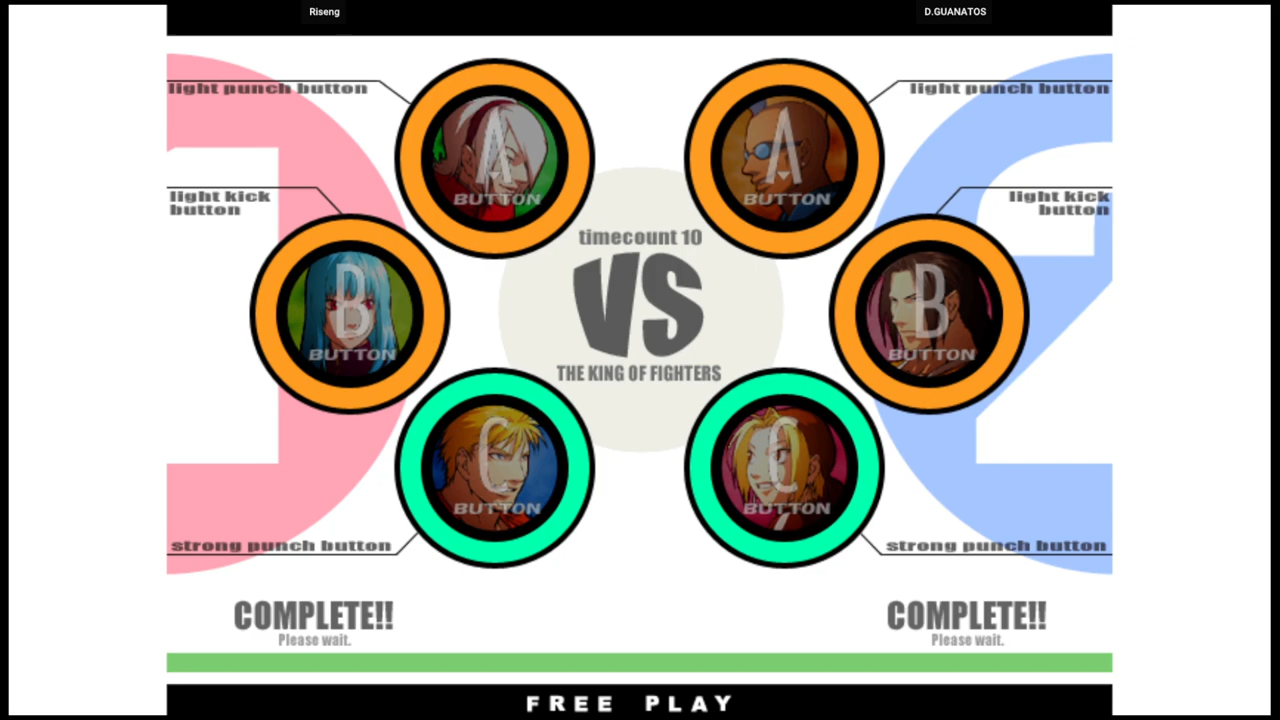 Riseng
D.GUANATOS
light punch button
light punch button
A
BUTTON
A
BUTTON
light kick
button
light kick
button
timecount 10
VS
THE KING OF FIGHTERS
B
BUTTON
B
BUTTON
C
BUTTON
C
BUTTON
strong punch button
strong punch button
COMPLETE!!
Please wait.
COMPLETE!!
Please wait.
FREE PLAY